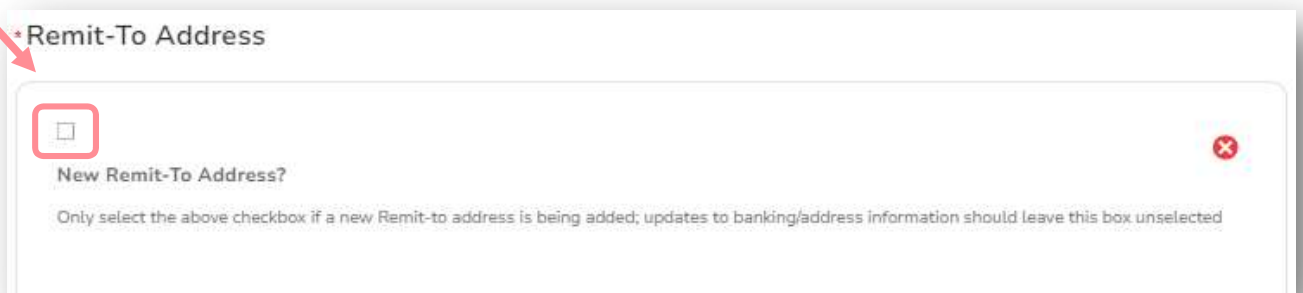 *Remit-To Address
New Remit-To Address?
Only select the above checkbox if a new Remit-to address is being added; updates to banking/address information should leave this box unselected